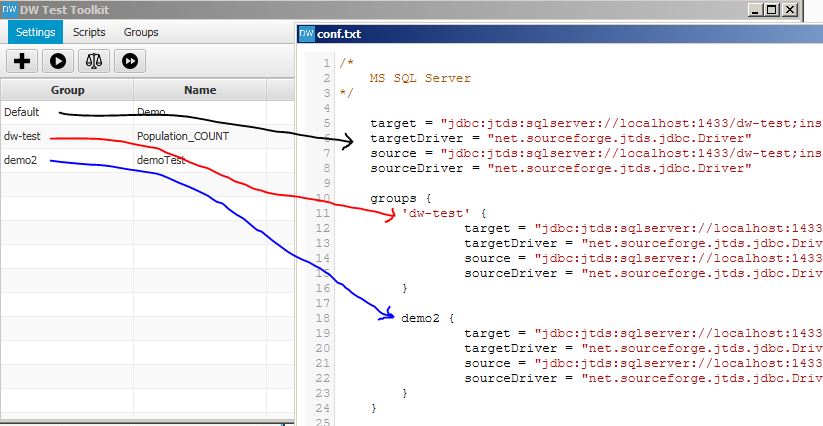 DW DW Test Toolkit
Settings Scripts Groups
Group Name
Default Demo
dw-test Population_COUNT
demo2 demoTest
DW conf.txt
1 /*
2 MS SQL Server
3 */
4
5 target = "jdbc:jtds:sqlserver://localhost:1433/dw-test;ins
6 targetDriver = "net.sourceforge.jtds.jdbc.Driver"
7 source = "jdbc:jtds:sqlserver://localhost:1433/dw-test;ins
8 sourceDriver = "net.sourceforge.jtds.jdbc.Driver"
9
10 groups {
11 'dw-test' {
12 target = "jdbc:jtds:sqlserver://localhost:1433
13 targetDriver = "net.sourceforge.jtds.jdbc.Driv
14 source = "jdbc:jtds:sqlserver://localhost:1433
15 sourceDriver = "net.sourceforge.jtds.jdbc.Driv
16 }
17
18 demo2 {
19 target = "jdbc:jtds:sqlserver://localhost:1433
20 targetDriver = "net.sourceforge.jtds.jdbc.Driv
21 source = "jdbc:jtds:sqlserver://localhost:1433
22 sourceDriver = "net.sourceforge.jtds.jdbc.Driv
23 }
24 }
25